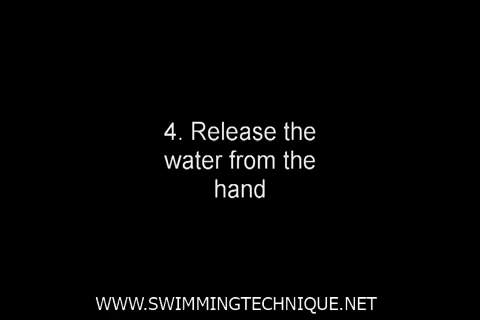 4. Release the
water from the
hand
WWW.SWIMMINGTECHNIQUE.NET